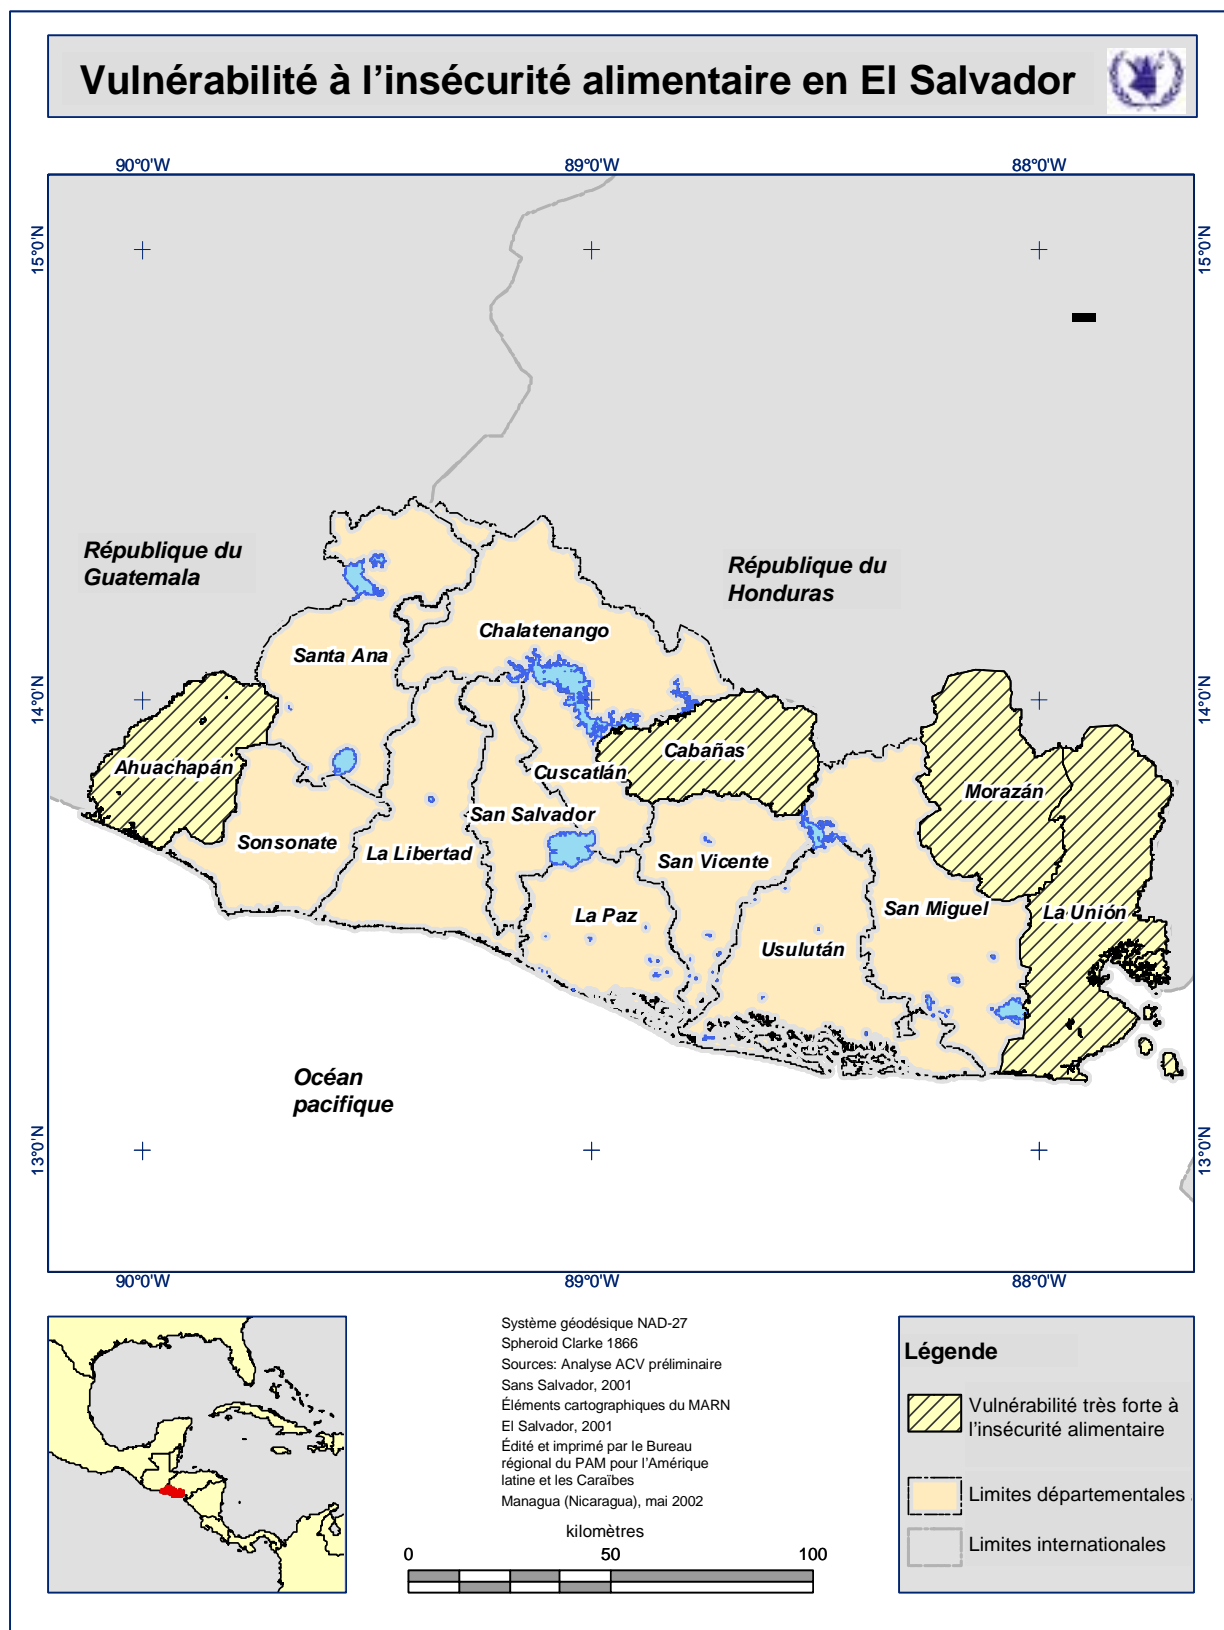 Vulnérabilité à l'insécurité alimentaire en El Salvador
90°0'W
89°0'W
88°0'W
15°0'N
15°0'N
République du
Guatemala
République du
Honduras
Chalatenango
Santa Ana
14°0'N
14°0'N
Cabañas
Ahuachapán
Cuscatlán
Morazán
San Salvador
Sonsonate
La Libertad
San Vicente
San Miguel
La Unión
La Paz
Usulután
Océan
pacifique
13°0'N
13°0'N
90°0'W
89°0'W
88°0'W
Système géodésique NAD-27
Spheroid Clarke 1866
Sources: Analyse ACV préliminaire
Sans Salvador, 2001
Éléments cartographiques du MARN
El Salvador, 2001
Édité et imprimé par le Bureau
régional du PAM pour l'Amérique
latine et les Caraïbes
Managua (Nicaragua), mai 2002
kilomètres
0 50 100
Légende
Vulnérabilité très forte à
l'insécurité alimentaire
Limites départementales
Limites internationales